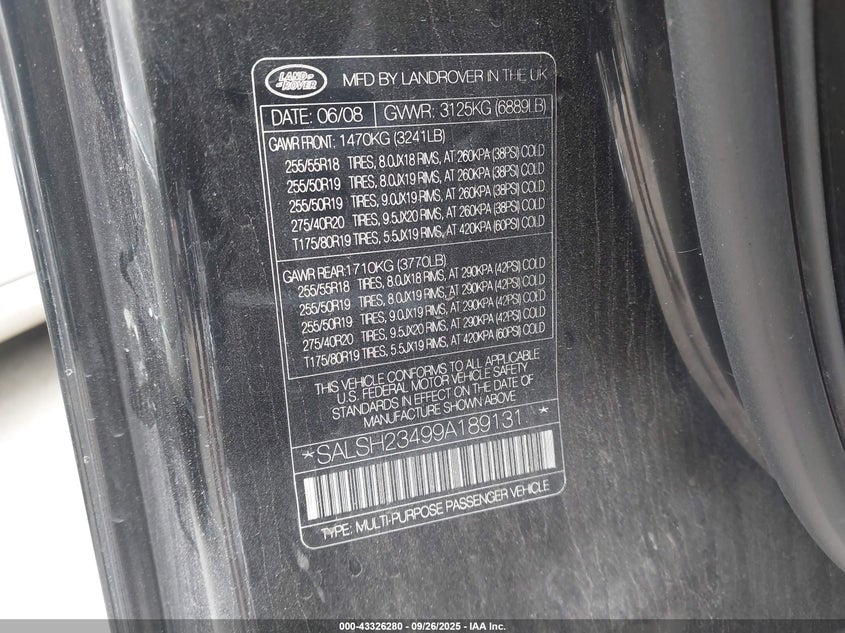 LAND ROVER
MFD BY LANDROVER IN THE UK
DATE: 06/08 GVWR: 3125KG (6889LB)
GAWR FRONT: 1470KG (3241LB)
255/55R18 TIRES, 8.0JX18 RIMS, AT 260KPA (38PSI) COLD
255/50R19 TIRES, 8.0JX19 RIMS, AT 260KPA (38PSI) COLD
255/50R19 TIRES, 9.0JX19 RIMS, AT 260KPA (38PSI) COLD
275/40R20 TIRES, 9.5JX20 RIMS, AT 260KPA (38PSI) COLD
T175/80R19 TIRES, 5.5JX19 RIMS, AT 420KPA (60PSI) COLD
GAWR REAR: 1710KG (3770LB)
255/55R18 TIRES, 8.0JX18 RIMS, AT 290KPA (42PSI) COLD
255/50R19 TIRES, 8.0JX19 RIMS, AT 290KPA (42PSI) COLD
255/50R19 TIRES, 9.0JX19 RIMS, AT 290KPA (42PSI) COLD
275/40R20 TIRES, 9.5JX20 RIMS, AT 290KPA (42PSI) COLD
T175/80R19 TIRES, 5.5JX19 RIMS, AT 420KPA (60PSI) COLD
THIS VEHICLE CONFORMS TO ALL APPLICABLE
U.S. FEDERAL MOTOR VEHICLE SAFETY
STANDARDS IN EFFECT ON THE DATE OF
MANUFACTURE SHOWN ABOVE
*SALSH23499A189131*
TYPE: MULTI-PURPOSE PASSENGER VEHICLE
000-43326280 - 09/26/2025 - IAA Inc.